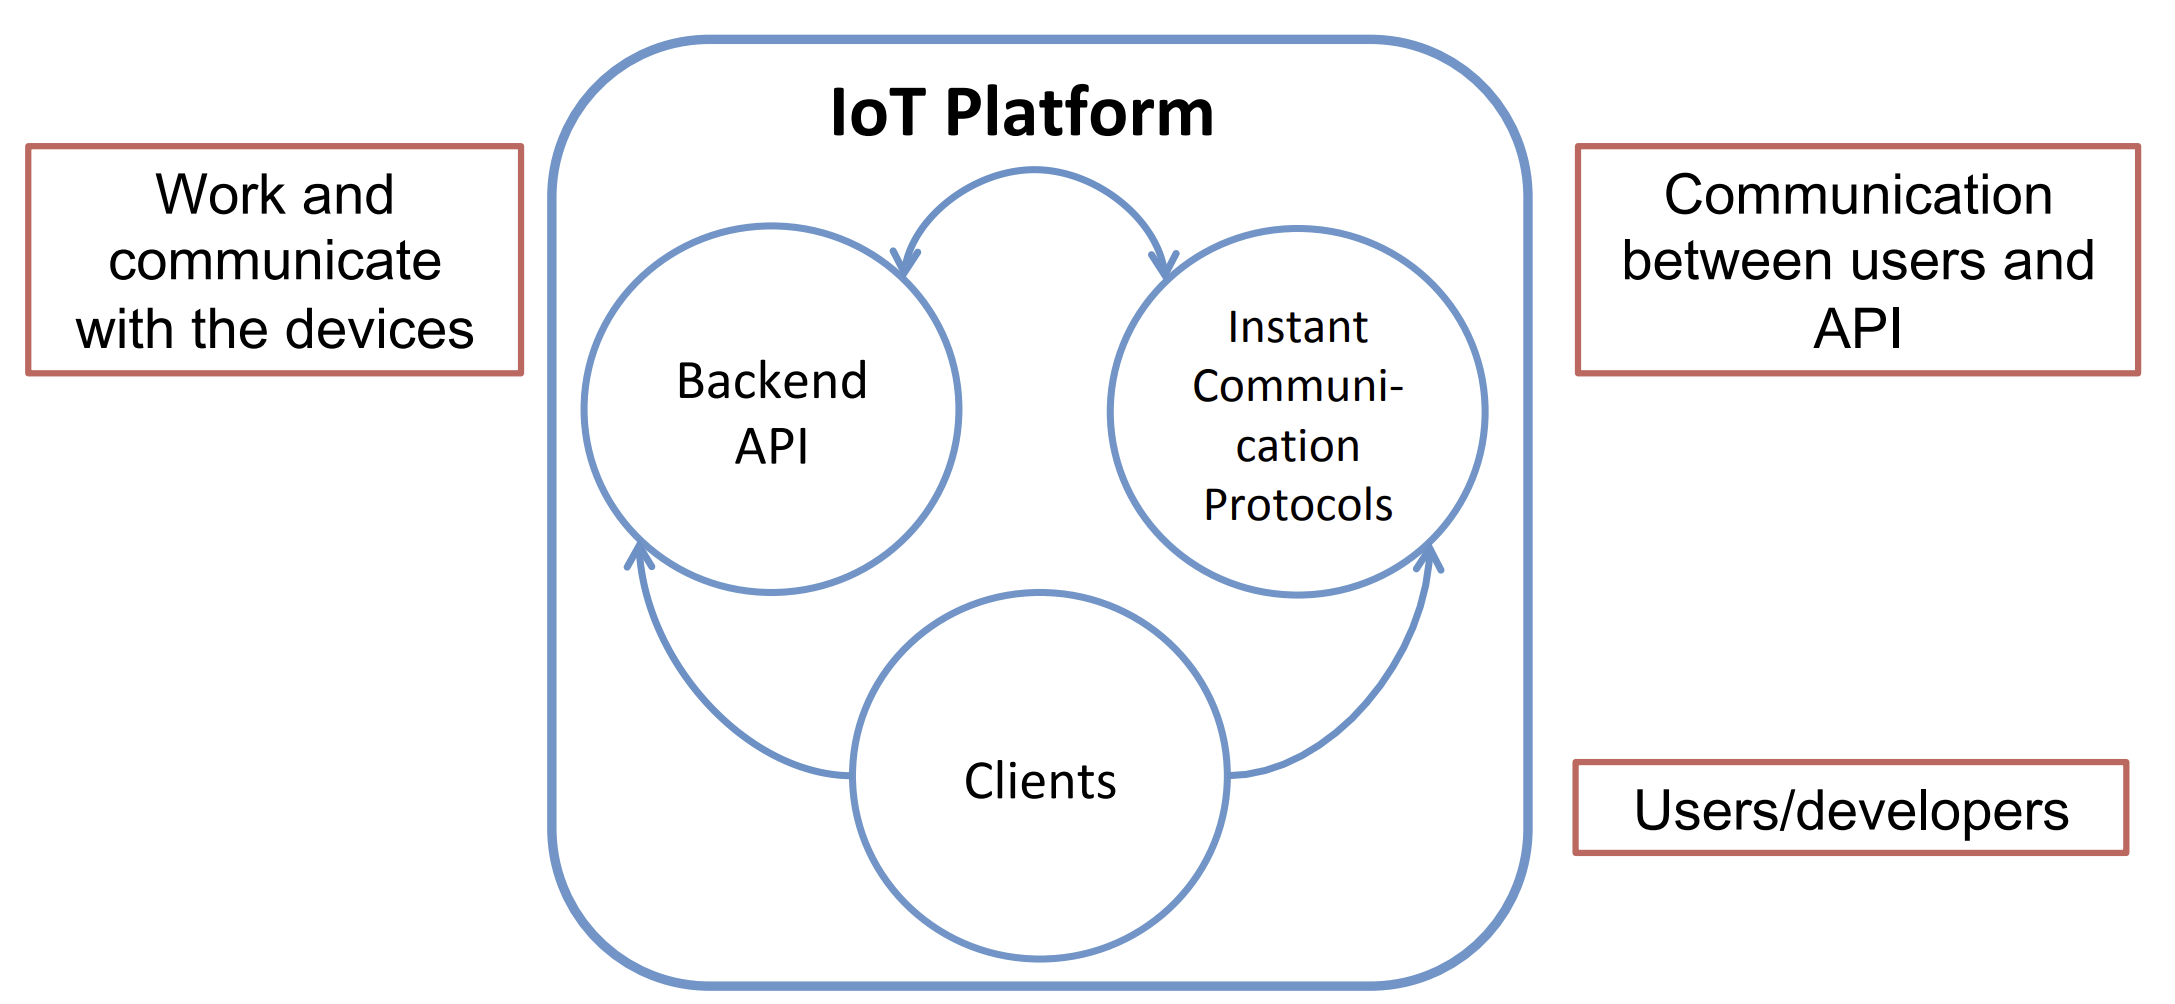 IoT Platform
Work and
communicate
with the devices
Backend
API
Instant
Communi-
cation
Protocols
Communication
between users and
API
Clients
Users/developers